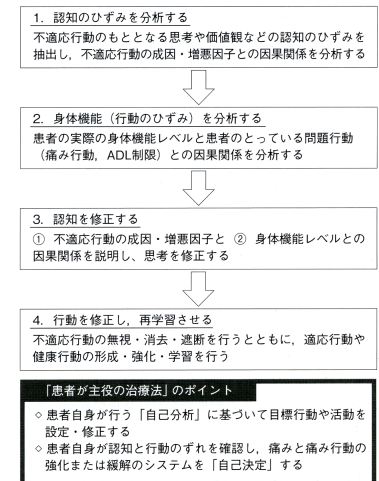 1. 認知のひずみを分析する
不適応行動のもととなる思考や価値観などの認知のひずみを
抽出し，不適応行動の成因・増悪因子との因果関係を分析する
2. 身体機能（行動のひずみ）を分析する
患者の実際の身体機能レベルと患者のとっている問題行動
（痛み行動，ADL制限）との因果関係を分析する
3. 認知を修正する
① 不適応行動の成因・増悪因子と ② 身体機能レベルとの
因果関係を説明し、思考を修正する
4. 行動を修正し，再学習させる
不適応行動の無視・消去・遮断を行うとともに，適応行動や
健康行動の形成・強化・学習を行う
「患者が主役の治療法」のポイント
◇患者自身が行う「自己分析」に基づいて目標行動や活動を
設定・修正する
◇患者自身が認知と行動のずれを確認し，痛みと痛み行動の
強化または緩解のシステムを「自己決定」する